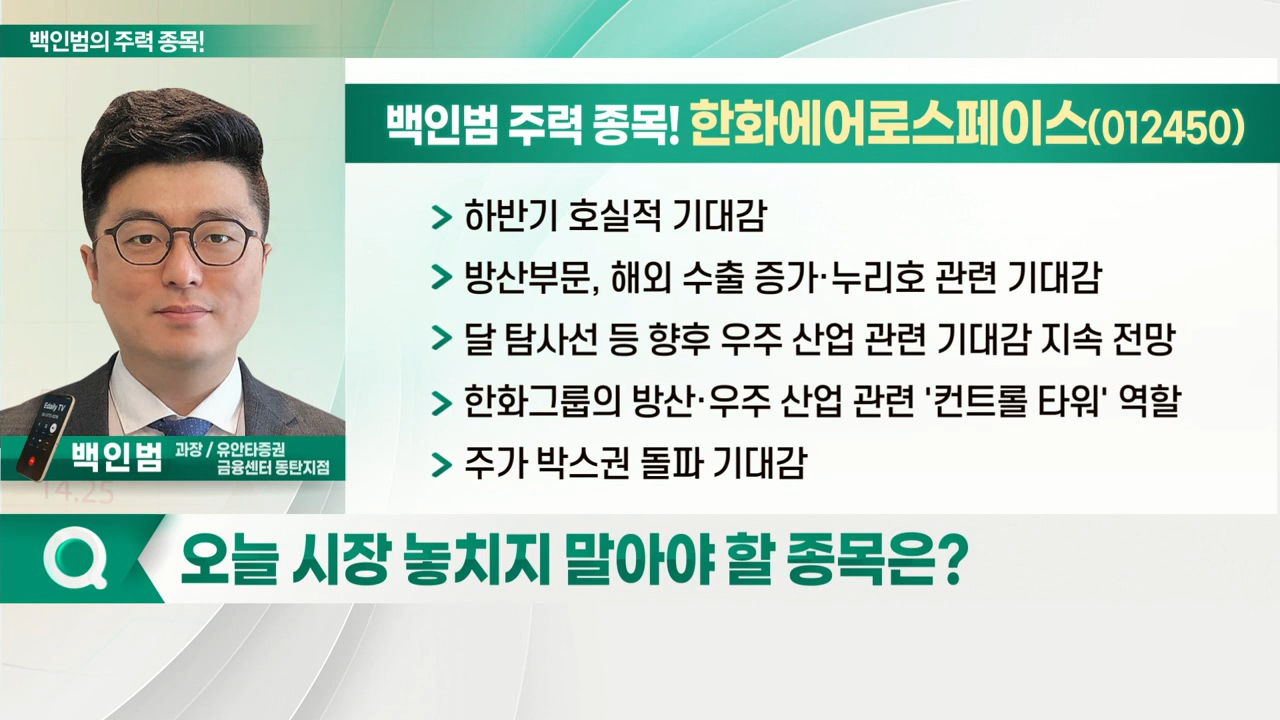 백인범의 주력 종목!
백인범 주력 종목! 한화에어로스페이스(012450)
> 하반기 호실적 기대감
> 방산부문, 해외 수출 증가·누리호 관련 기대감
> 달 탐사선 등 향후 우주 산업 관련 기대감 지속 전망
> 한화그룹의 방산·우주 산업 관련 '컨트롤 타워' 역할
> 주가 박스권 돌파 기대감
Edaily TV
백인범 과장 / 유안타증권
금융센터 동탄지점
14.25
Q 오늘 시장 놓치지 말아야 할 종목은?